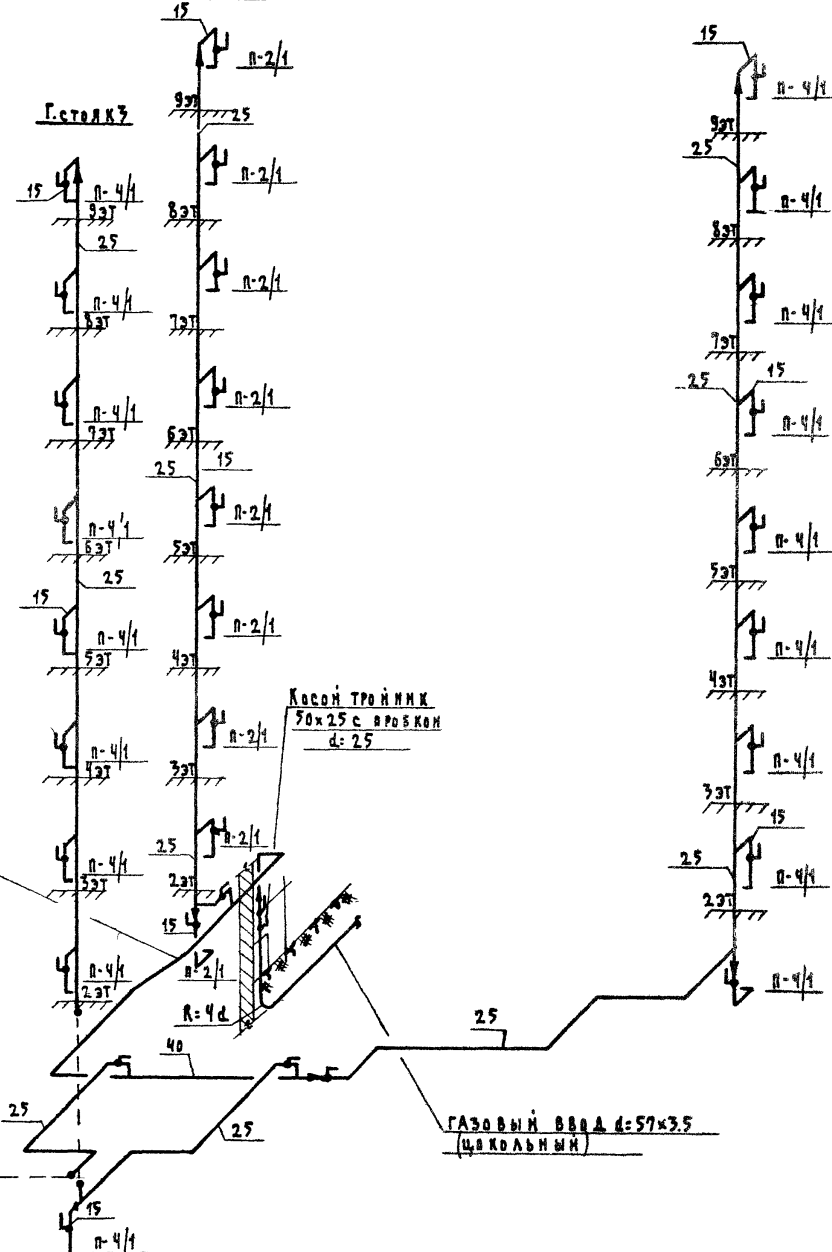 15
П-2/1
9ЭТ
25
П-2/1
8ЭТ
П-2/1
7ЭТ
П-2/1
6ЭТ
25
15
П-2/1
5ЭТ
П-2/1
4ЭТ
П-2/1
3ЭТ
П-2/1
25
2ЭТ
15
П-2/1
Г.СТОЯК3
15
П-4/1
9ЭТ
25
П-4/1
8ЭТ
П-4/1
7ЭТ
П-4/1
6ЭТ
25
15
П-4/1
5ЭТ
П-4/1
4ЭТ
П-4/1
3ЭТ
П-4/1
2ЭТ
КОСОЙ ТРОЙНИК
50х25 С ПРОБКОЙ
d=25
R=4d
15
П-4/1
9ЭТ
25
П-4/1
8ЭТ
П-4/1
7ЭТ
25
15
П-4/1
6ЭТ
П-4/1
5ЭТ
П-4/1
4ЭТ
П-4/1
3ЭТ
15
25
П-4/1
2ЭТ
П-4/1
25
40
25
25
ГАЗОВЫЙ ВВОД d=57х3.5
(ЦОКОЛЬНЫЙ)
15
П-4/1